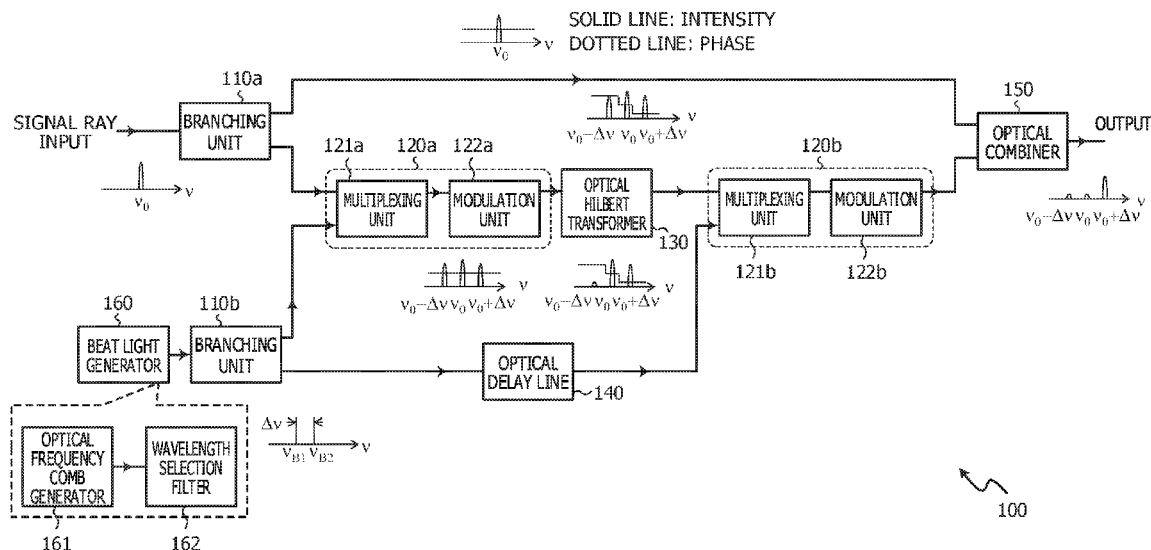 SOLID LINE: INTENSITY
DOTTED LINE: PHASE
ν
ν0
110a
SIGNAL RAY
INPUT
BRANCHING
UNIT
ν
ν0
121a
120a
122a
MULTIPLEXING
UNIT
MODULATION
UNIT
ν
ν0−Δν ν0 ν0+Δν
OPTICAL
HILBERT
TRANSFORMER
130
120b
MULTIPLEXING
UNIT
MODULATION
UNIT
121b
122b
150
OPTICAL
COMBINER
OUTPUT
ν
ν0−Δν ν0 ν0+Δν
ν
ν0−Δν ν0 ν0+Δν
ν
ν0−Δν ν0 ν0+Δν
160
BEAT LIGHT
GENERATOR
110b
BRANCHING
UNIT
OPTICAL
DELAY LINE
140
Δν
ν
νB1 νB2
OPTICAL
FREQUENCY
COMB
GENERATOR
161
WAVELENGTH
SELECTION
FILTER
162
100